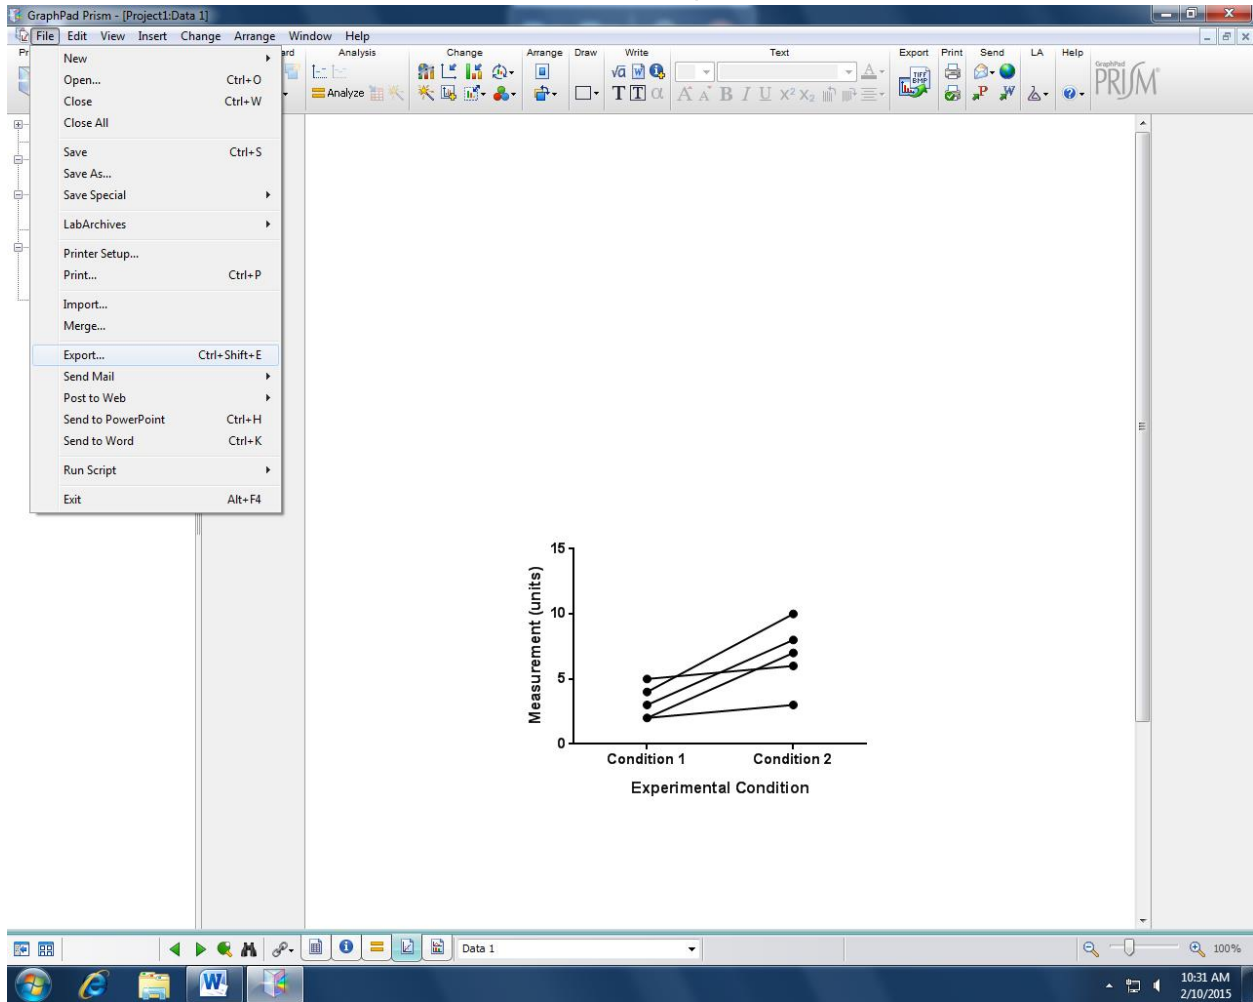 GraphPad Prism - [Project1:Data 1]
File Edit View Insert Change Arrange Window Help
Analysis Change Arrange Draw Write Text Export Print Send LA Help
Analyze
GraphPad
PRISM
New
Open... Ctrl+O
Close Ctrl+W
Close All
Save Ctrl+S
Save As...
Save Special
LabArchives
Printer Setup...
Print... Ctrl+P
Import...
Merge...
Export... Ctrl+Shift+E
Send Mail
Post to Web
Send to PowerPoint Ctrl+H
Send to Word Ctrl+K
Run Script
Exit Alt+F4
15
10
5
0
Measurement (units)
Condition 1 Condition 2
Experimental Condition
Data 1
100%
10:31 AM
2/10/2015